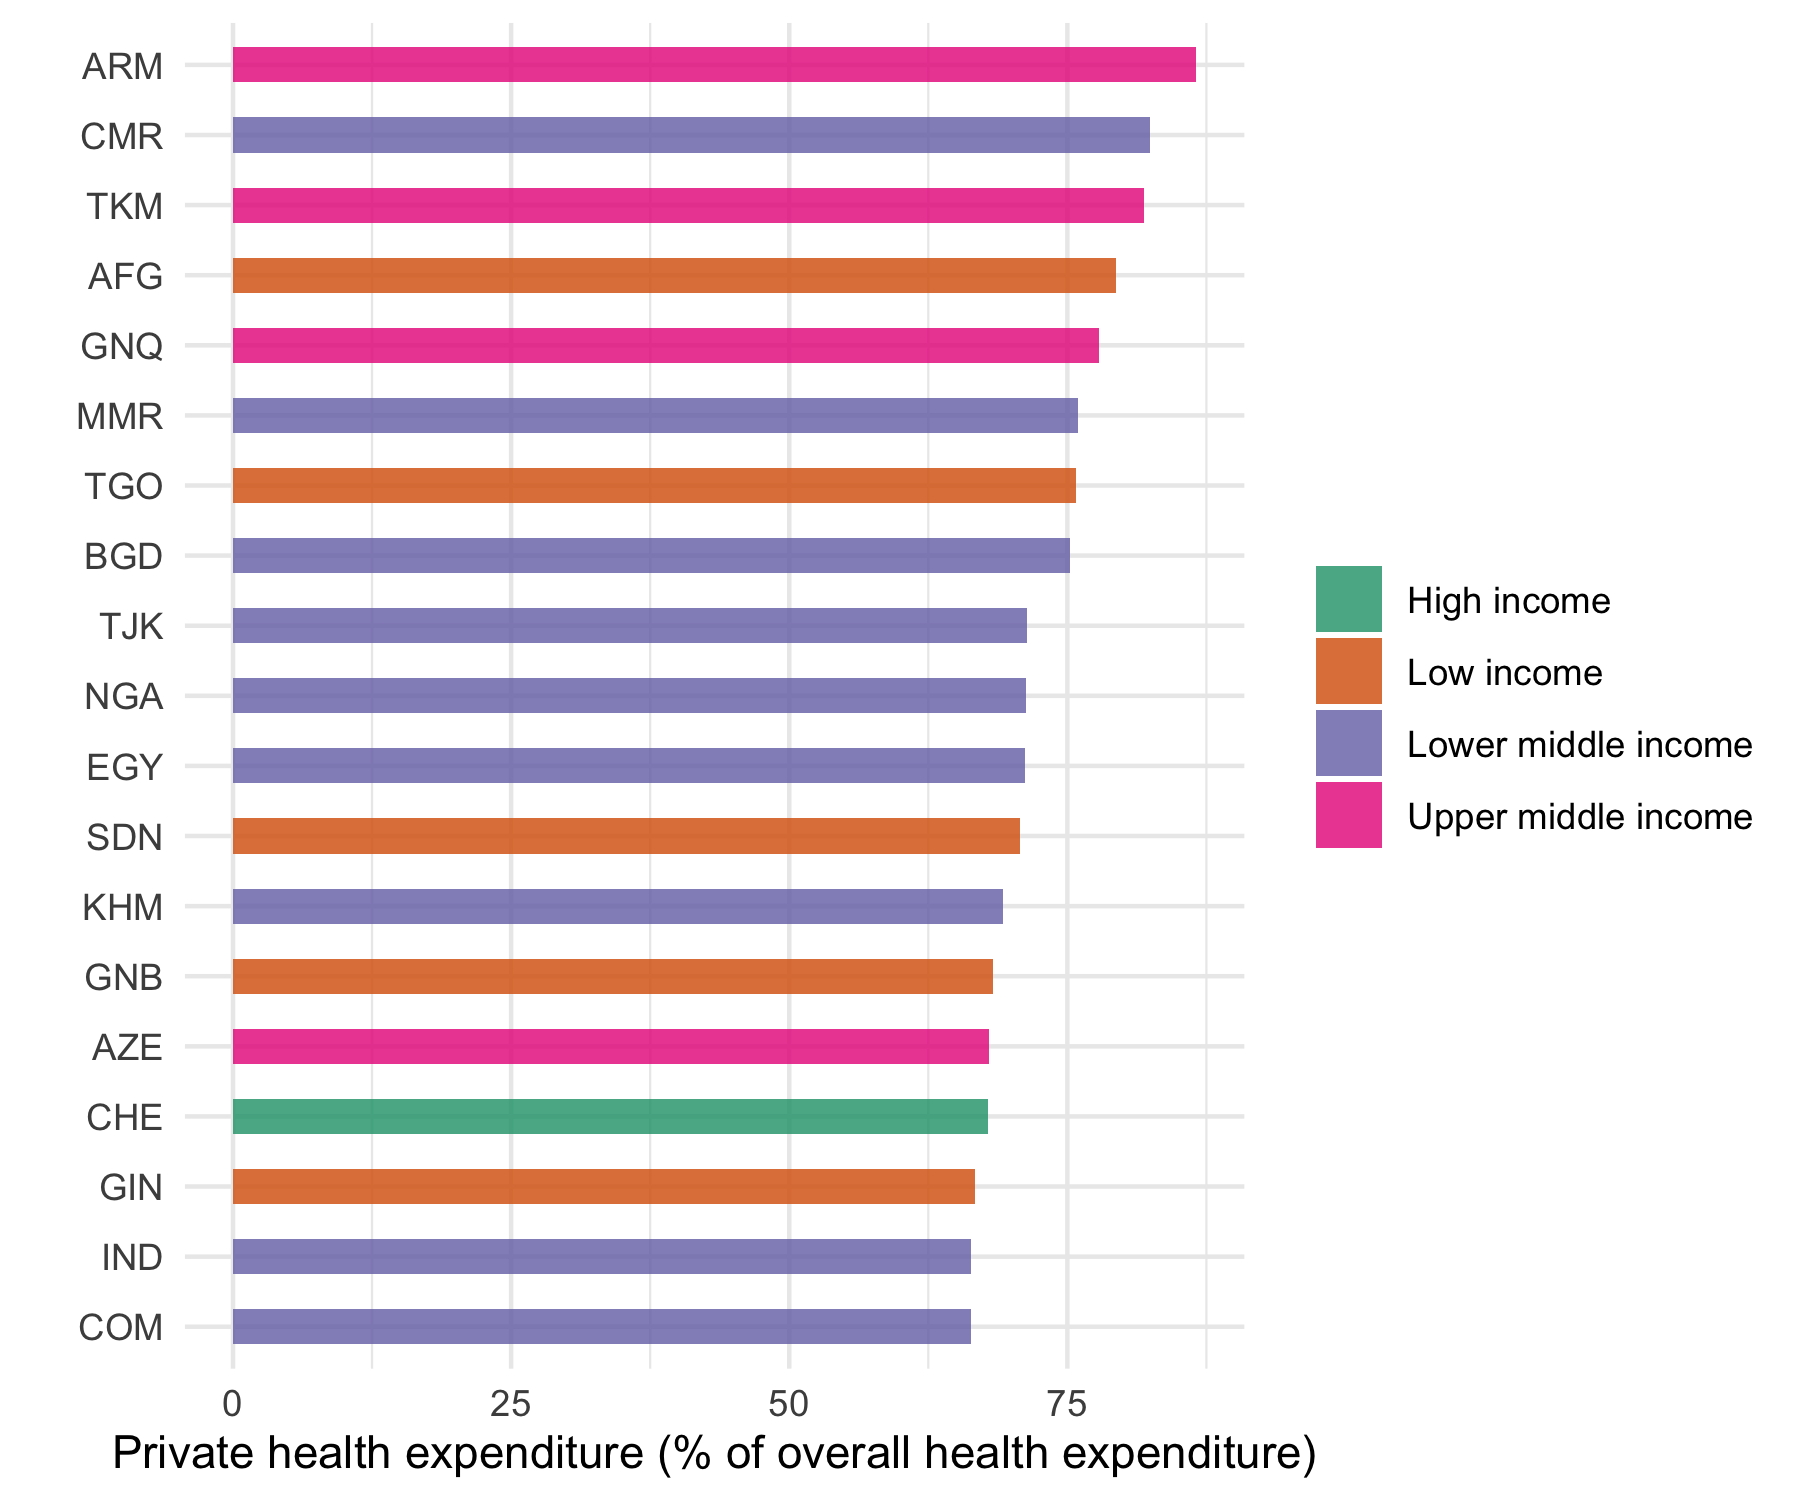 ARM
CMR
TKM
AFG
GNQ
MMR
TGO
BGD
TJK
NGA
EGY
SDN
KHM
GNB
AZE
CHE
GIN
IND
COM
0 25 50 75
Private health expenditure (% of overall health expenditure)
High income
Low income
Lower middle income
Upper middle income